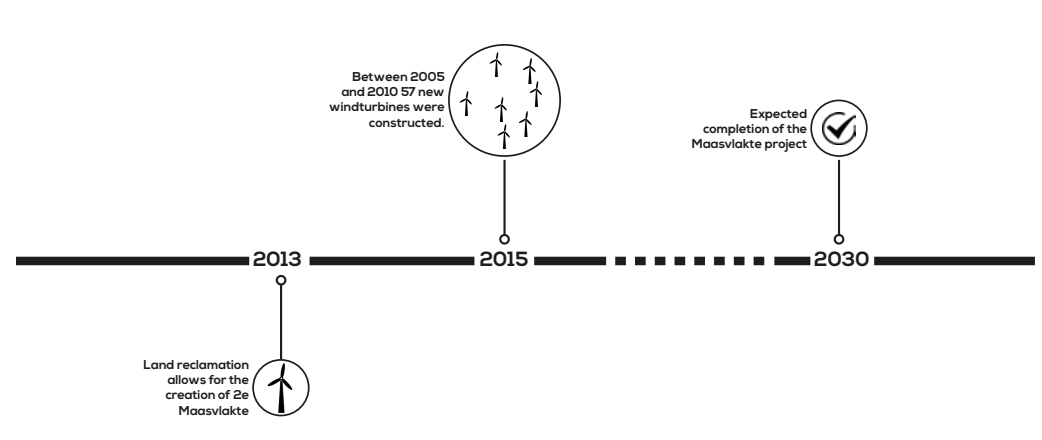 Between 2005
and 2010 57 new
windturbines were
constructed.
Expected
completion of the
Maasvlakte project
2013
2015
2030
Land reclamation
allows for the
creation of 2e
Maasvlakte